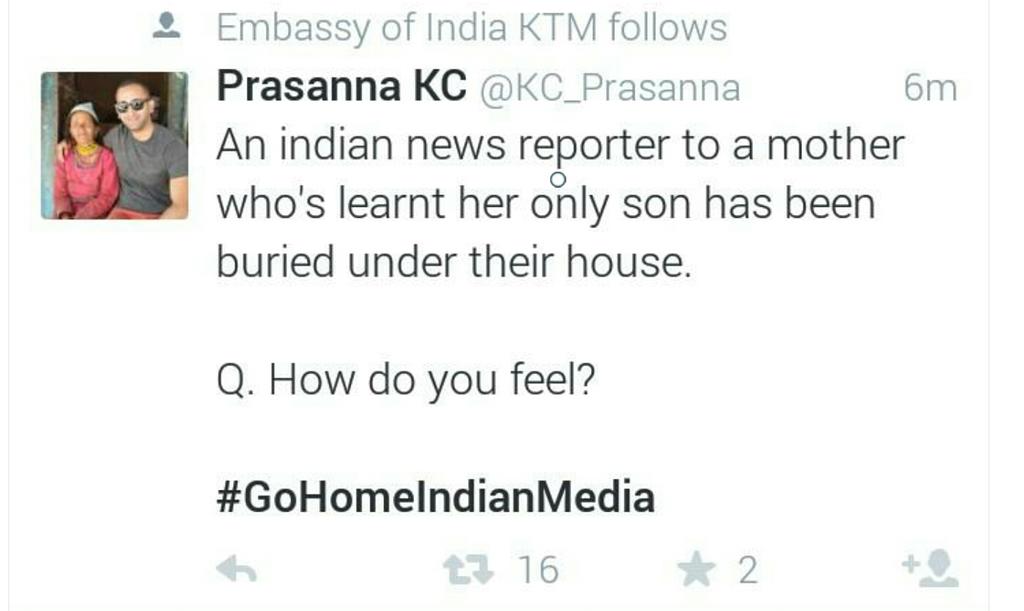 Embassy of India KTM follows
Prasanna KC @KC_Prasanna 6m
An indian news reporter to a mother
who's learnt her only son has been
buried under their house.
Q. How do you feel?
#GoHomeIndianMedia
16 2